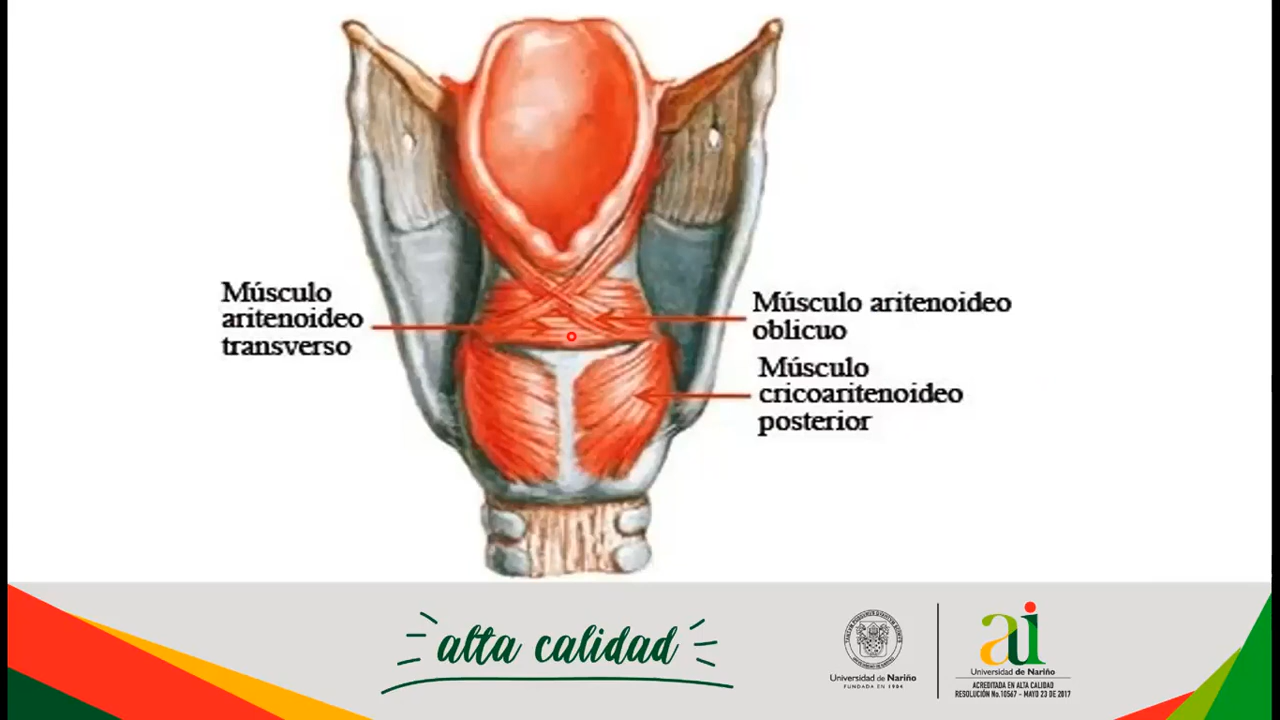 Músculo
aritenoideo
transverso
Músculo aritenoideo
oblicuo
Músculo
cricoaritenoideo
posterior
alta calidad
Universidad de Nariño
FUNDADA EN 1904
ai
Universidad de Nariño
ACREDITADA EN ALTA CALIDAD
RESOLUCIÓN No.10567 - MAYO 23 DE 2017